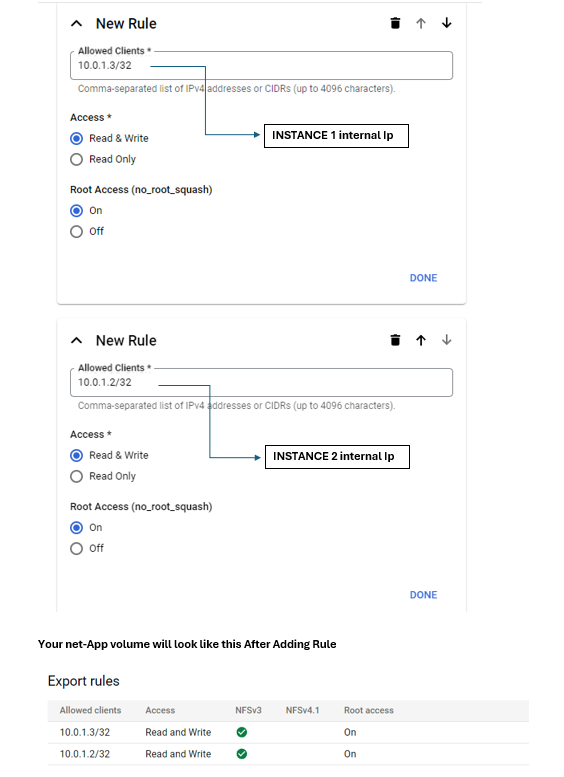 New Rule
Allowed Clients *
10.0.1.3/32
Comma-separated list of IPv4 addresses or CIDRs (up to 4096 characters).
INSTANCE 1 internal Ip
Access *
Read & Write
Read Only
Root Access (no_root_squash)
On
Off
DONE
New Rule
Allowed Clients *
10.0.1.2/32
Comma-separated list of IPv4 addresses or CIDRs (up to 4096 characters).
Access *
Read & Write
INSTANCE 2 internal Ip
Read Only
Root Access (no_root_squash)
On
Off
DONE
Your net-App volume will look like this After Adding Rule
Export rules
Allowed clients Access NFSv3 NFSv4.1 Root access
10.0.1.3/32 Read and Write On
10.0.1.2/32 Read and Write On